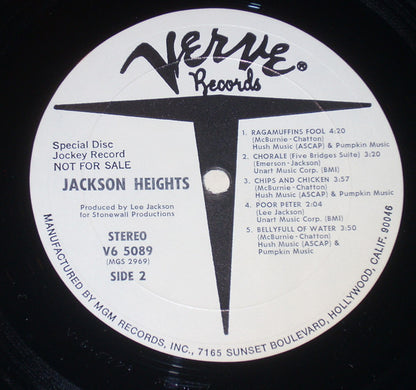 Verve®
Records
Special Disc
Jockey Record
NOT FOR SALE
JACKSON HEIGHTS
Produced by Lee Jackson
for Stonewall Productions
STEREO
V6 5089
(MGS 2969)
SIDE 2
1. RAGAMUFFINS FOOL 4:20
(McBurnie-Chatton)
Hush Music (ASCAP) & Pumpkin Music
2. CHORALE (Five Bridges Suite) 3:20
(Emerson-Jackson)
Unart Music Corp. (BMI)
3. CHIPS AND CHICKEN 3:57
(McBurnie-Chatton)
Hush Music (ASCAP) & Pumpkin Music
4. POOR PETER 2:04
(Lee Jackson)
Unart Music Corp. (BMI)
5. BELLYFULL OF WATER 3:50
(McBurnie-Chatton)
Hush Music (ASCAP) &
Pumpkin Music
MANUFACTURED BY MGM RECORDS, INC., 7165 SUNSET BOULEVARD, HOLLYWOOD, CALIF. 90046